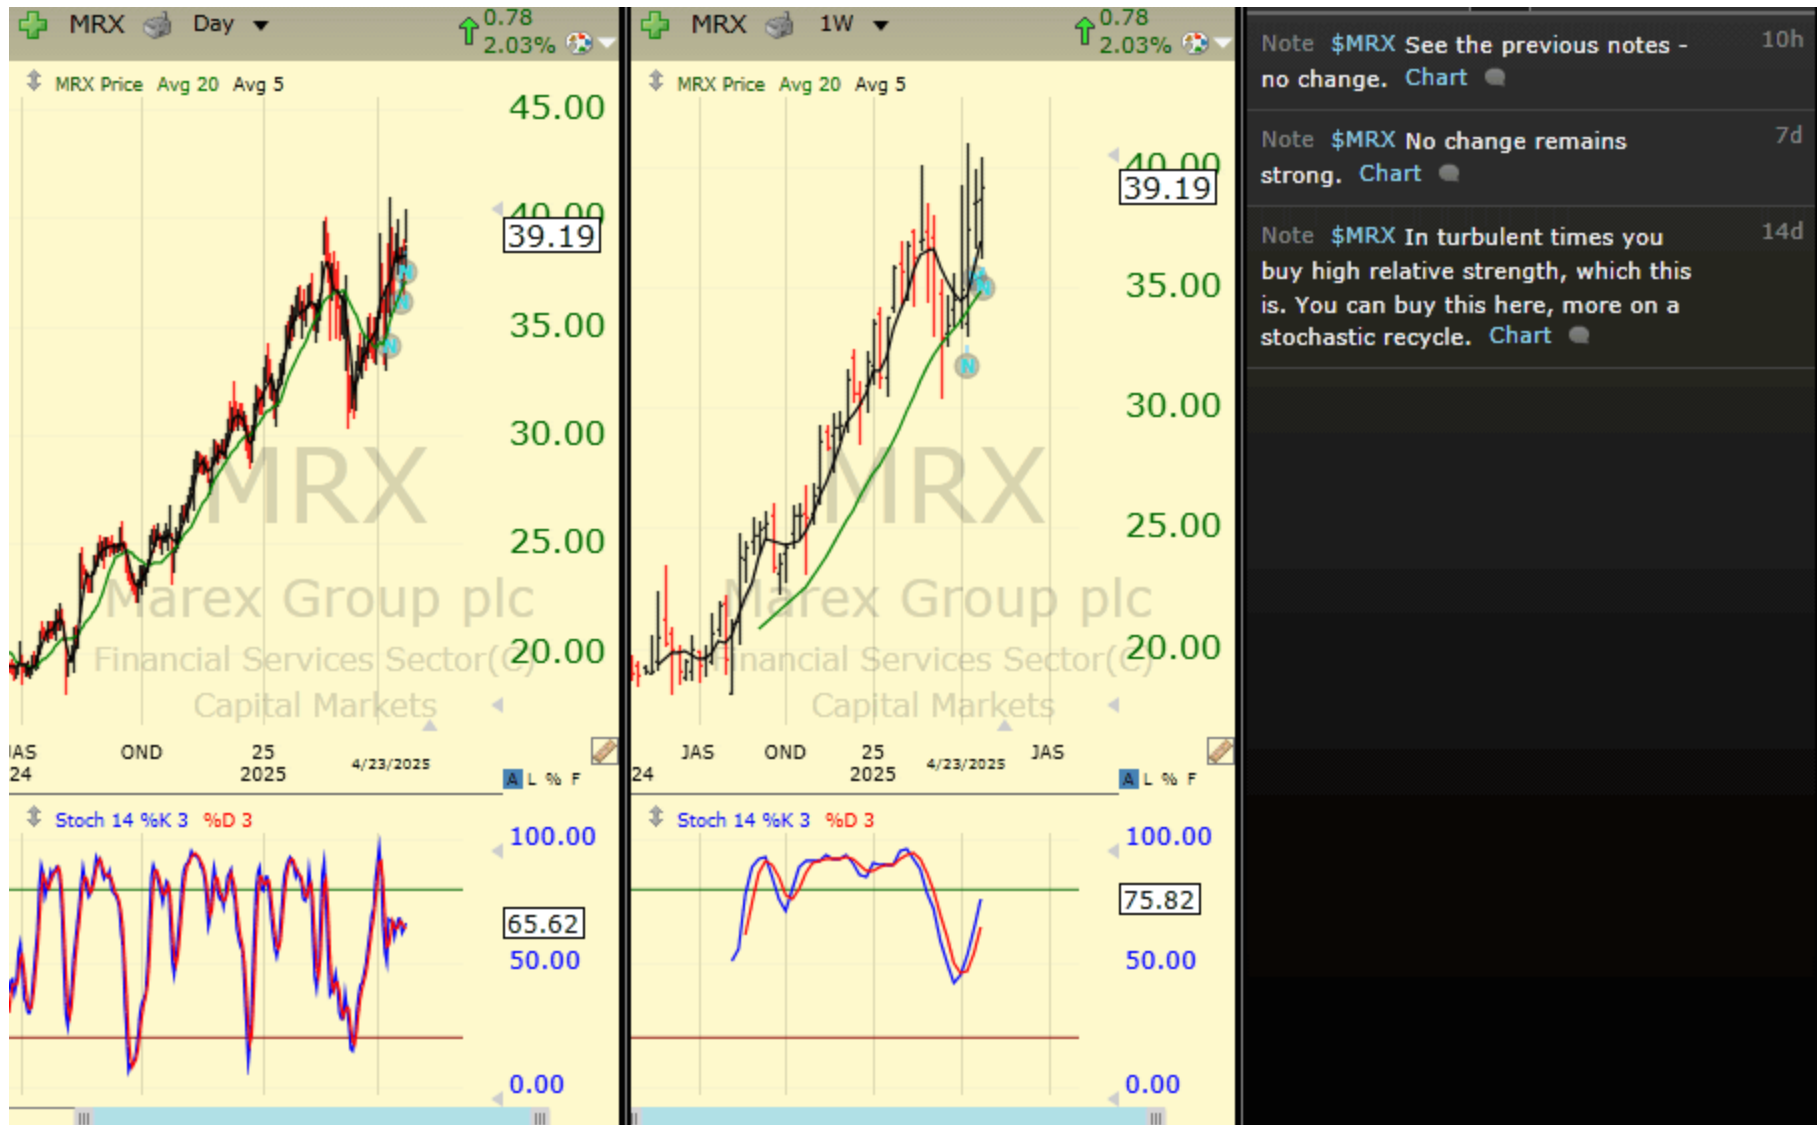 MRX Day 0.78
2.03%
MRX Price Avg 20 Avg 5
45.00
40.00
39.19
35.00
30.00
25.00
20.00
N
N
N
MRX
Marex Group plc
Financial Services Sector(C)
Capital Markets
JAS OND 25 4/23/2025
24 2025
A L % F
Stoch 14 %K 3 %D 3
100.00
65.62
50.00
0.00
MRX 1W 0.78
2.03%
MRX Price Avg 20 Avg 5
40.00
39.19
35.00
30.00
25.00
20.00
N
N
MRX
Marex Group plc
Financial Services Sector(C)
Capital Markets
JAS OND 25 4/23/2025 JAS
24 2025
A L % F
Stoch 14 %K 3 %D 3
100.00
75.82
50.00
0.00
Note $MRX See the previous notes - 10h
no change. Chart
Note $MRX No change remains 7d
strong. Chart
Note $MRX In turbulent times you 14d
buy high relative strength, which this
is. You can buy this here, more on a
stochastic recycle. Chart